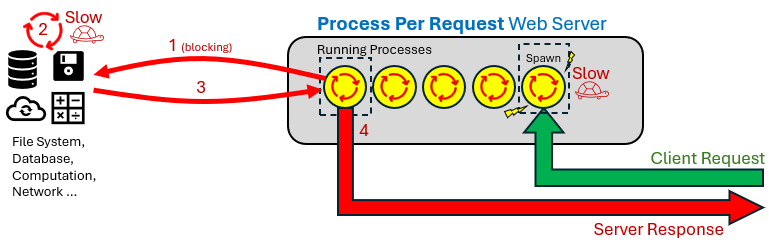 Process Per Request Web Server
2
Slow
1 (blocking)
Running Processes
Spawn
Slow
3
4
File System,
Database,
Computation,
Network ...
Client Request
Server Response